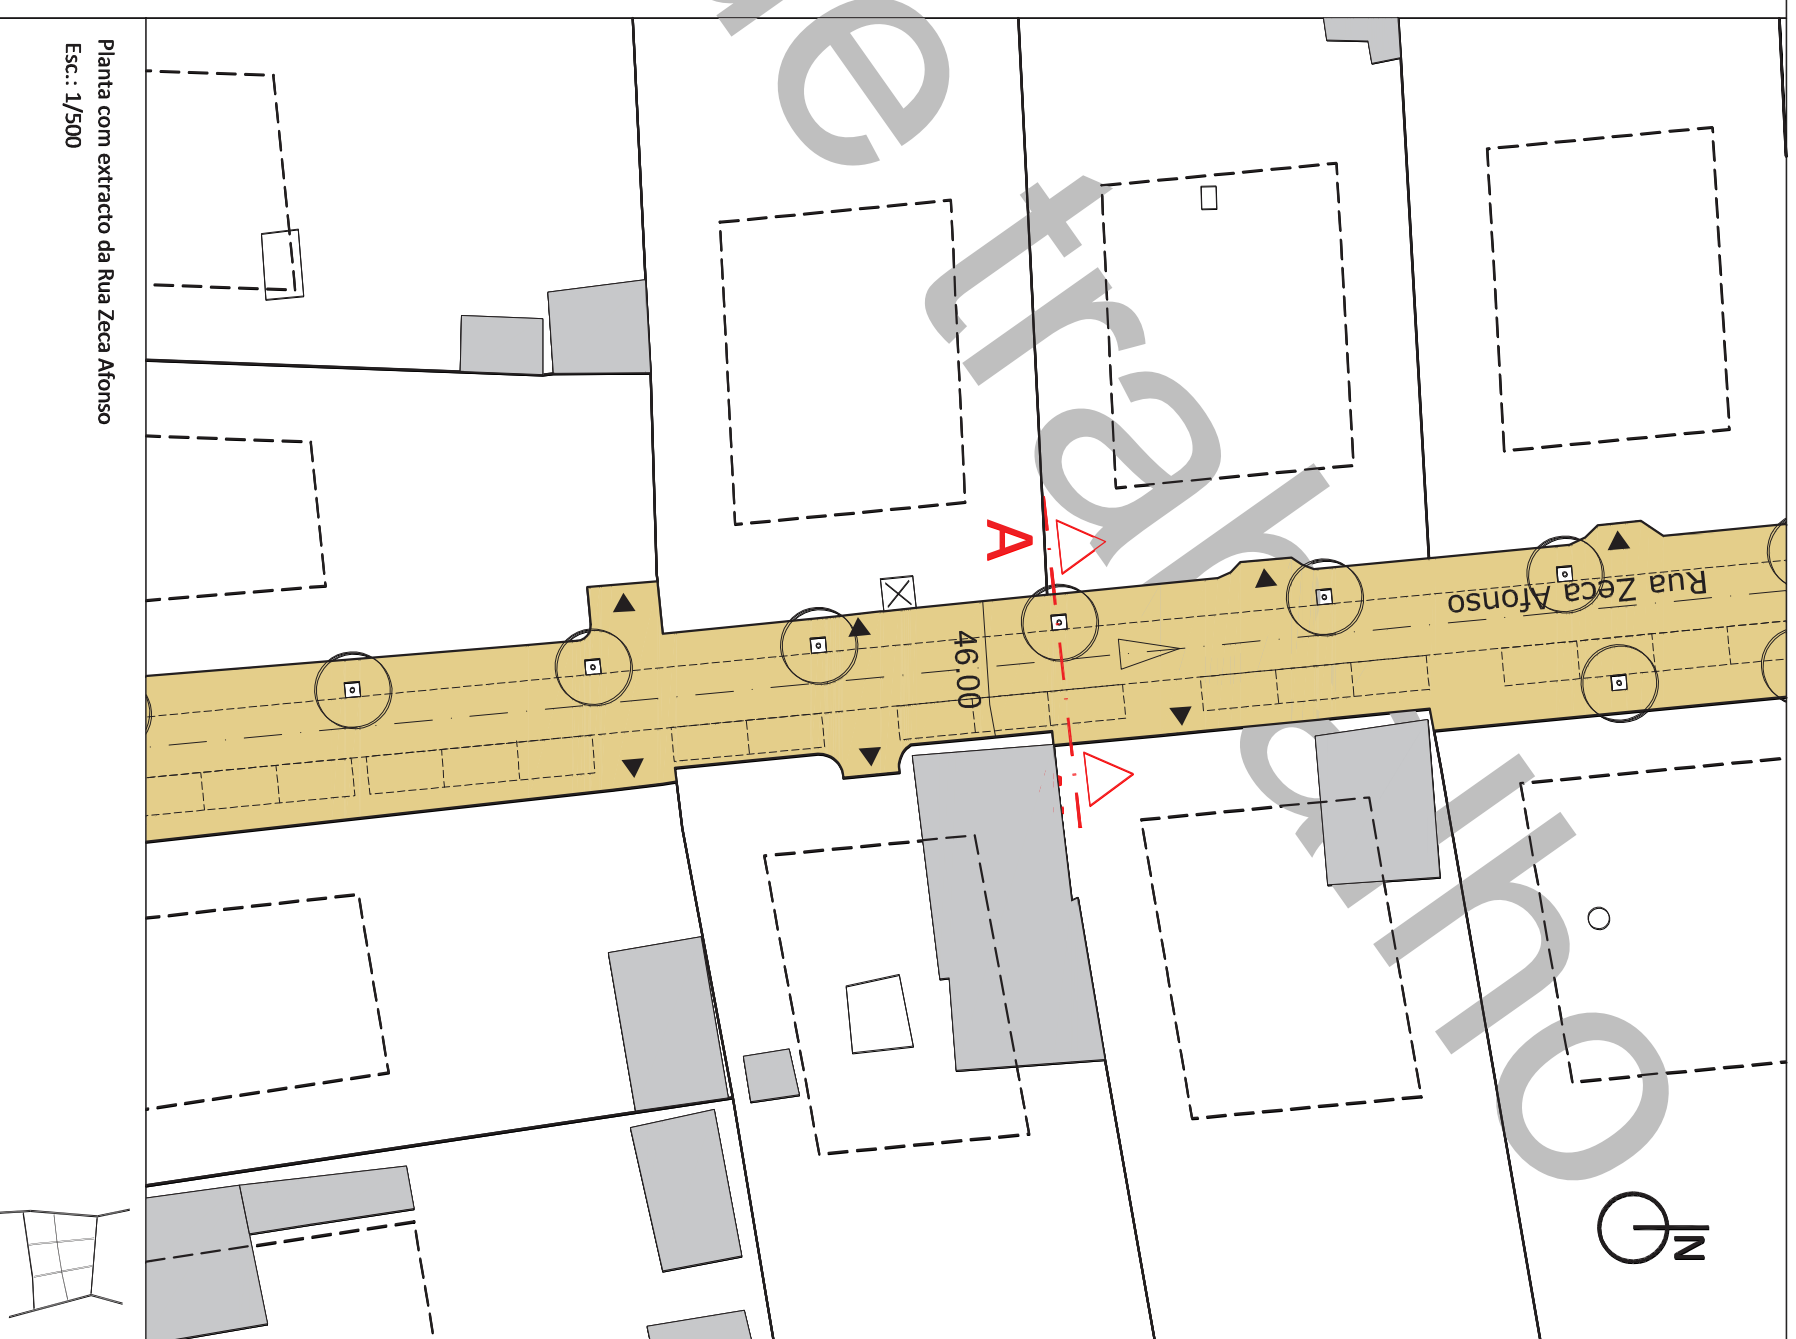 Planta com extracto da Rua Zeca Afonso
Esc.: 1/500
de trabalho
A
46.00
Rua Zeca Afonso
N